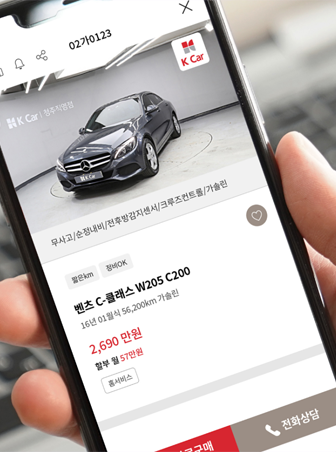 02가0123
K Car
K Car 전주직영점
K Car
무사고/순정내비/전후방감지센서/크루즈컨트롤/가솔린
짧은km 정비OK
벤츠 C-클래스 W205 C200
16년 01월식 56,200km 가솔린
2,690 만원
할부 월 57만원
홈서비스
구매
전화상담